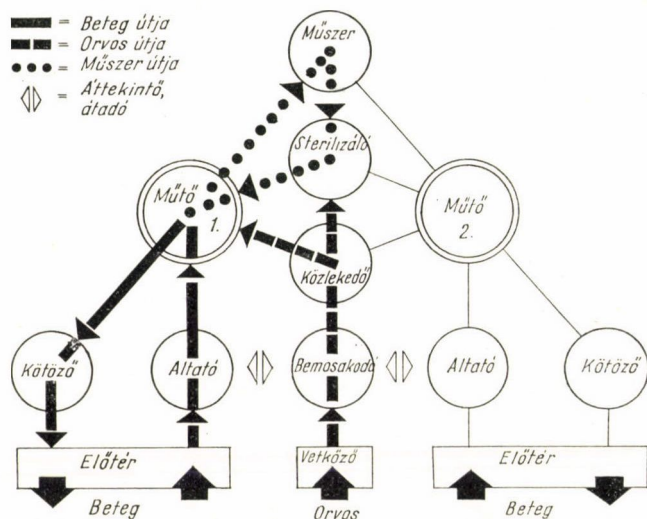 = Beteg útja
= Orvos útja
= Műszer útja
= Áttekintő,
átadó
Műszer
Sterilizáló
Műtő
1.
Műtő
2.
Közlekedő
Kötöző
Altató
Bemosakodó
Altató
Kötöző
Előtér
Vetkőző
Előtér
Beteg
Orvos
Beteg